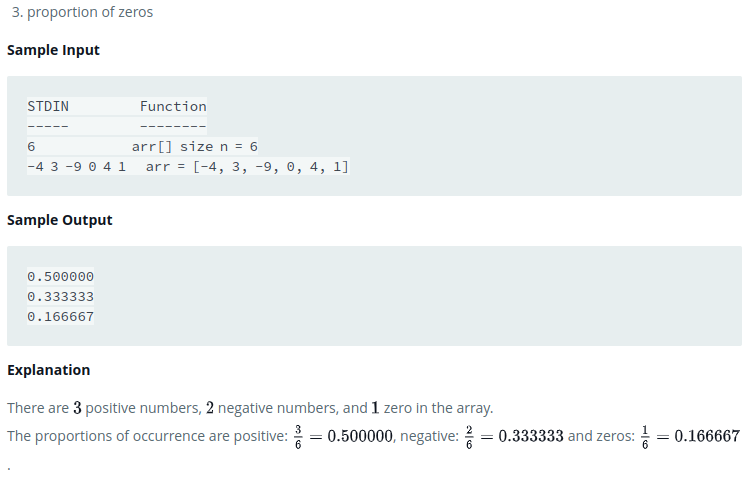 3. proportion of zeros
Sample Input
STDIN Function
----- --------
6 arr[] size n = 6
-4 3 -9 0 4 1 arr = [-4, 3, -9, 0, 4, 1]
Sample Output
0.500000
0.333333
0.166667
Explanation
There are 3 positive numbers, 2 negative numbers, and 1 zero in the array.
The proportions of occurrence are positive: 3/6 = 0.500000, negative: 2/6 = 0.333333 and zeros: 1/6 = 0.166667
.